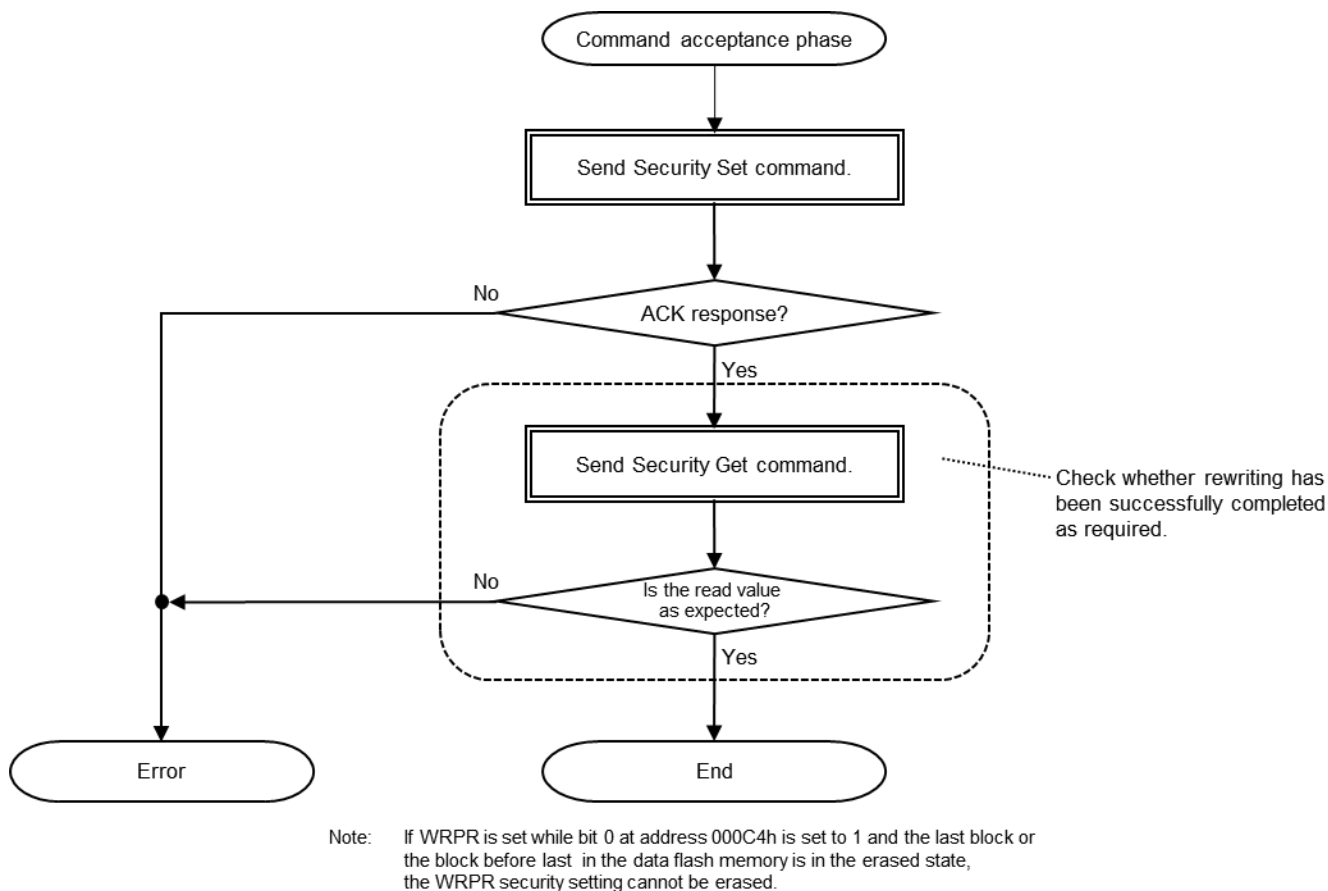 Command acceptance phase
Send Security Set command.
No
ACK response?
Yes
Send Security Get command.
Check whether rewriting has
been successfully completed
as required.
No
Is the read value
as expected?
Yes
Error
End
Note: If WRPR is set while bit 0 at address 000C4h is set to 1 and the last block or
the block before last in the data flash memory is in the erased state,
the WRPR security setting cannot be erased.